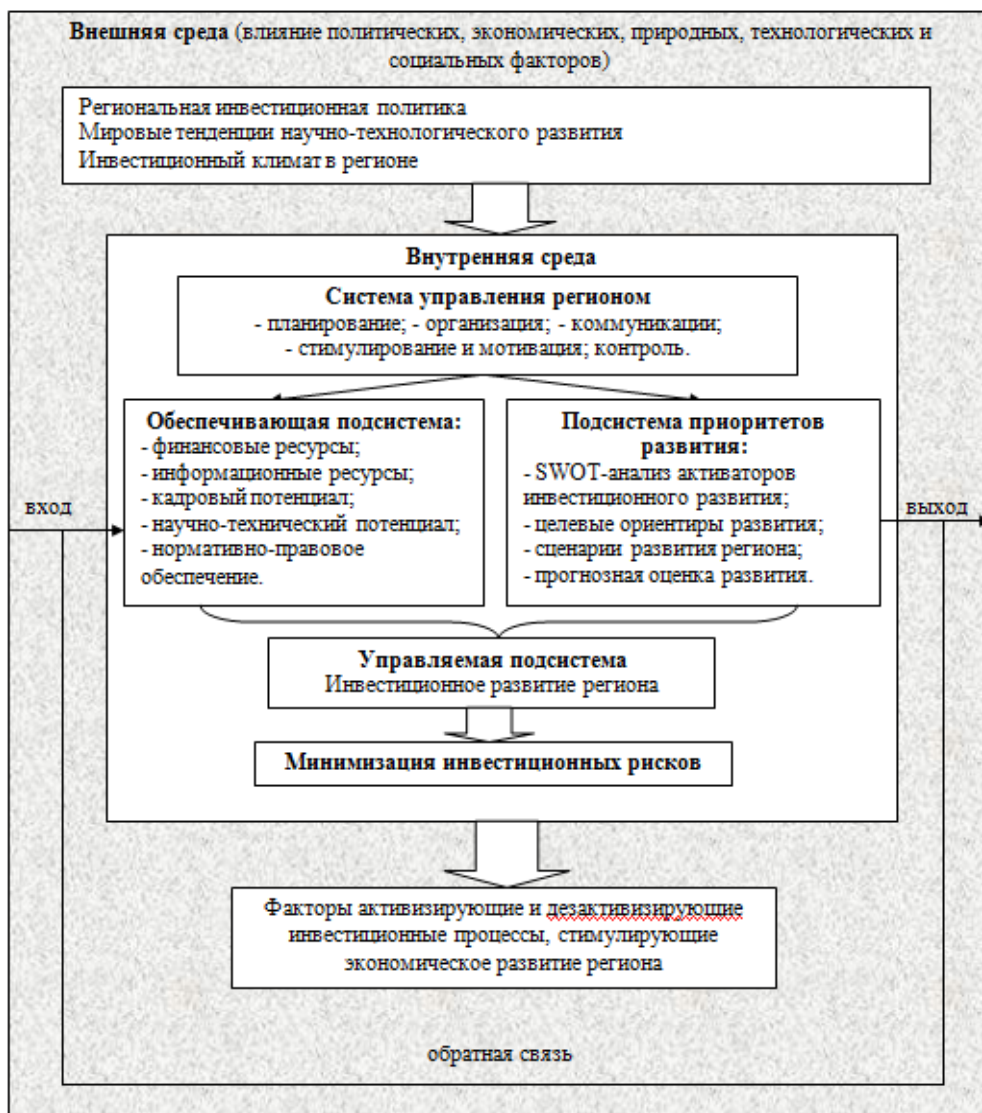 Внешняя среда (влияние политических, экономических, природных, технологических и
социальных факторов)
Региональная инвестиционная политика
Мировые тенденции научно-технологического развития
Инвестиционный климат в регионе
Внутренняя среда
Система управления регионом
- планирование; - организация; - коммуникации;
- стимулирование и мотивация; контроль.
Обеспечивающая подсистема:
- финансовые ресурсы;
- информационные ресурсы;
- кадровый потенциал;
- научно-технический потенциал;
- нормативно-правовое
обеспечение.
Подсистема приоритетов
развития:
- SWOT-анализ активаторов
инвестиционного развития;
- целевые ориентиры развития;
- сценарии развития региона;
- прогнозная оценка развития.
вход
выход
Управляемая подсистема
Инвестиционное развитие региона
Минимизация инвестиционных рисков
Факторы активизирующие и дезактивизирующие
инвестиционные процессы, стимулирующие
экономическое развитие региона
обратная связь